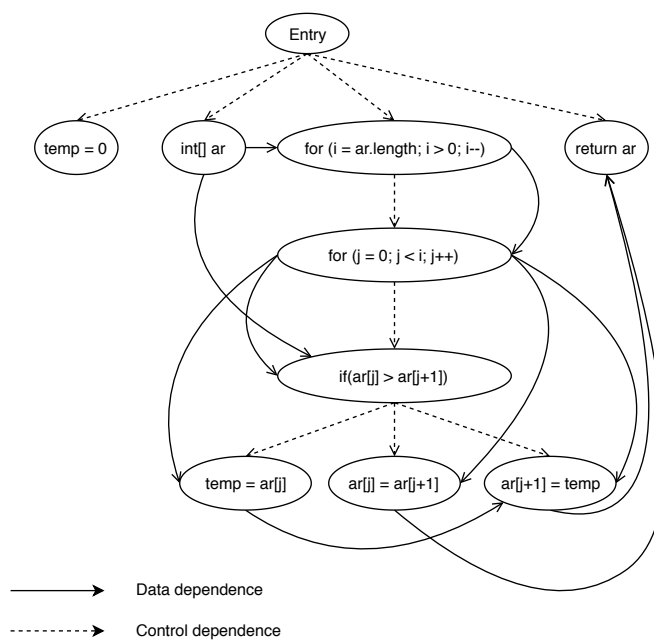 Entry
temp = 0
int[] ar
for (i = ar.length; i > 0; i--)
return ar
for (j = 0; j < i; j++)
if(ar[j] > ar[j+1])
temp = ar[j]
ar[j] = ar[j+1]
ar[j+1] = temp
Data dependence
Control dependence